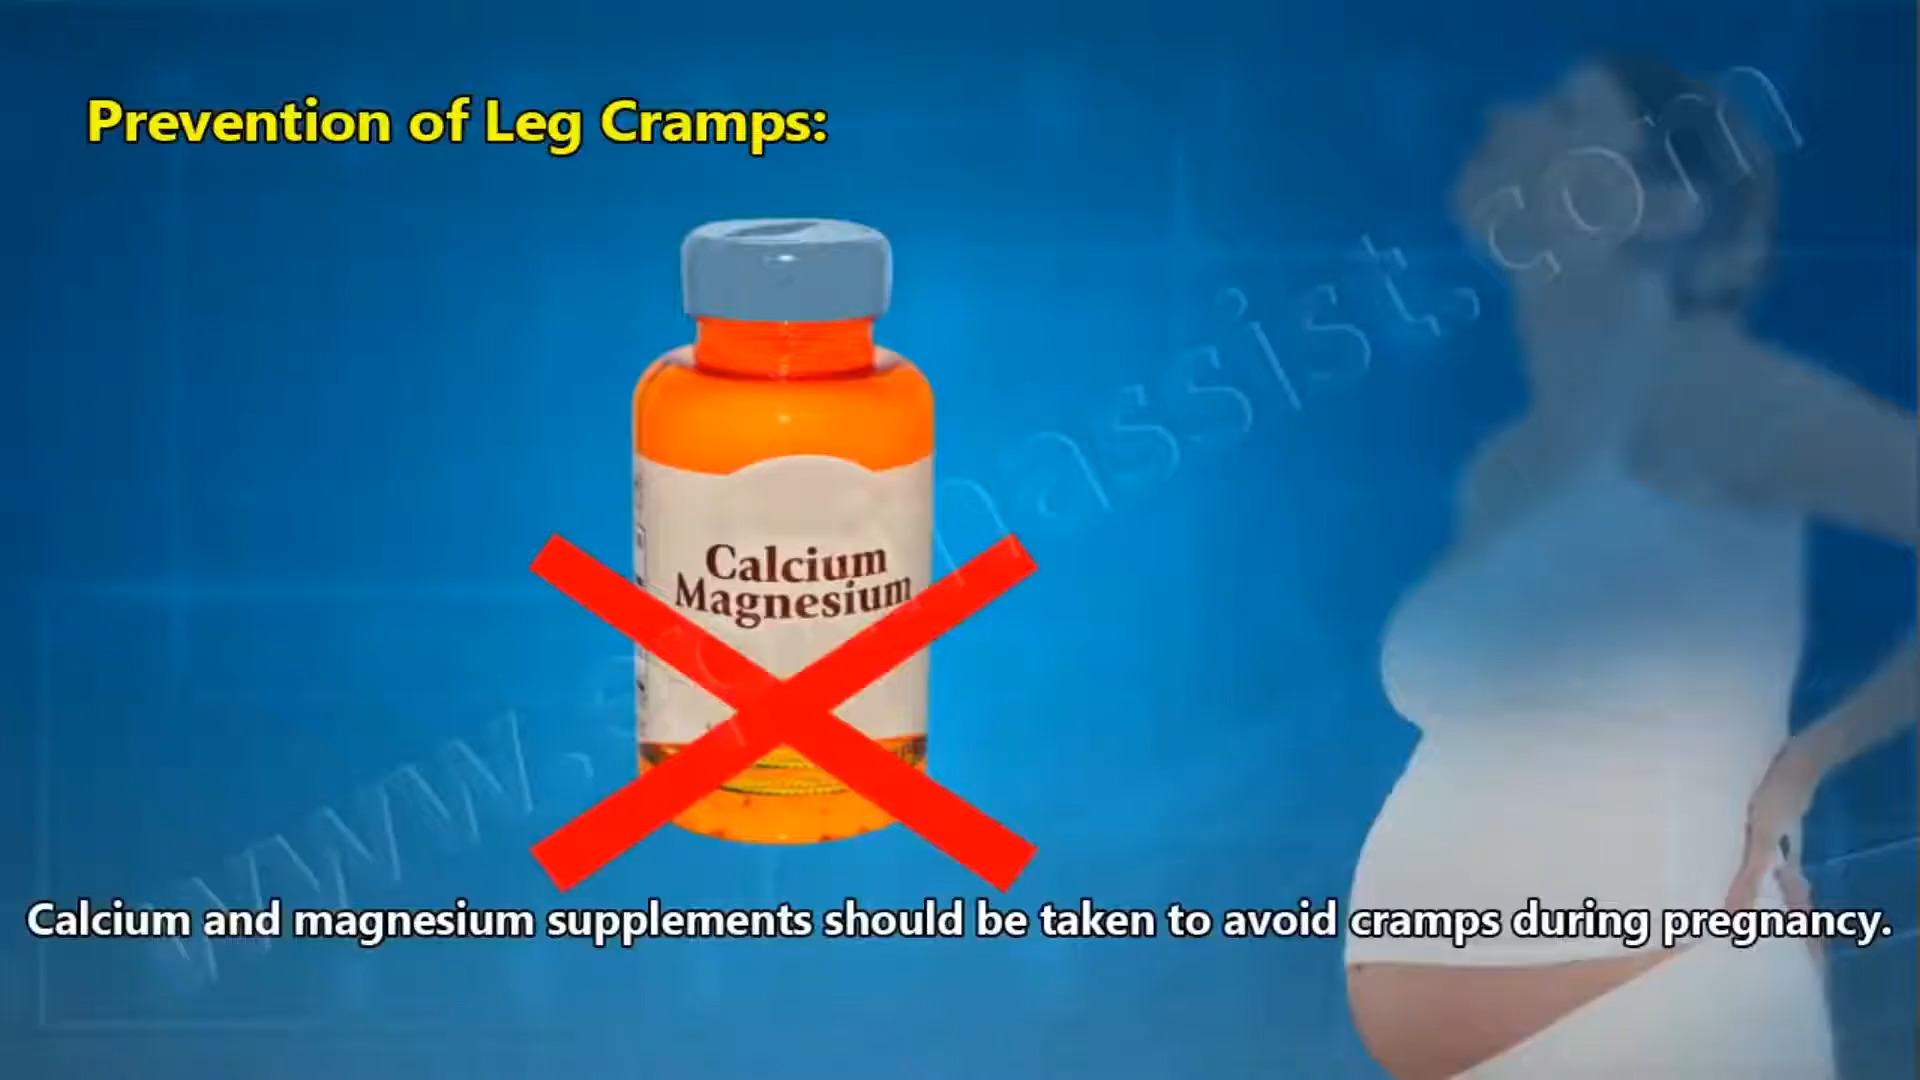 Prevention of Leg Cramps:
Calcium
Magnesium
Calcium and magnesium supplements should be taken to avoid cramps during pregnancy.